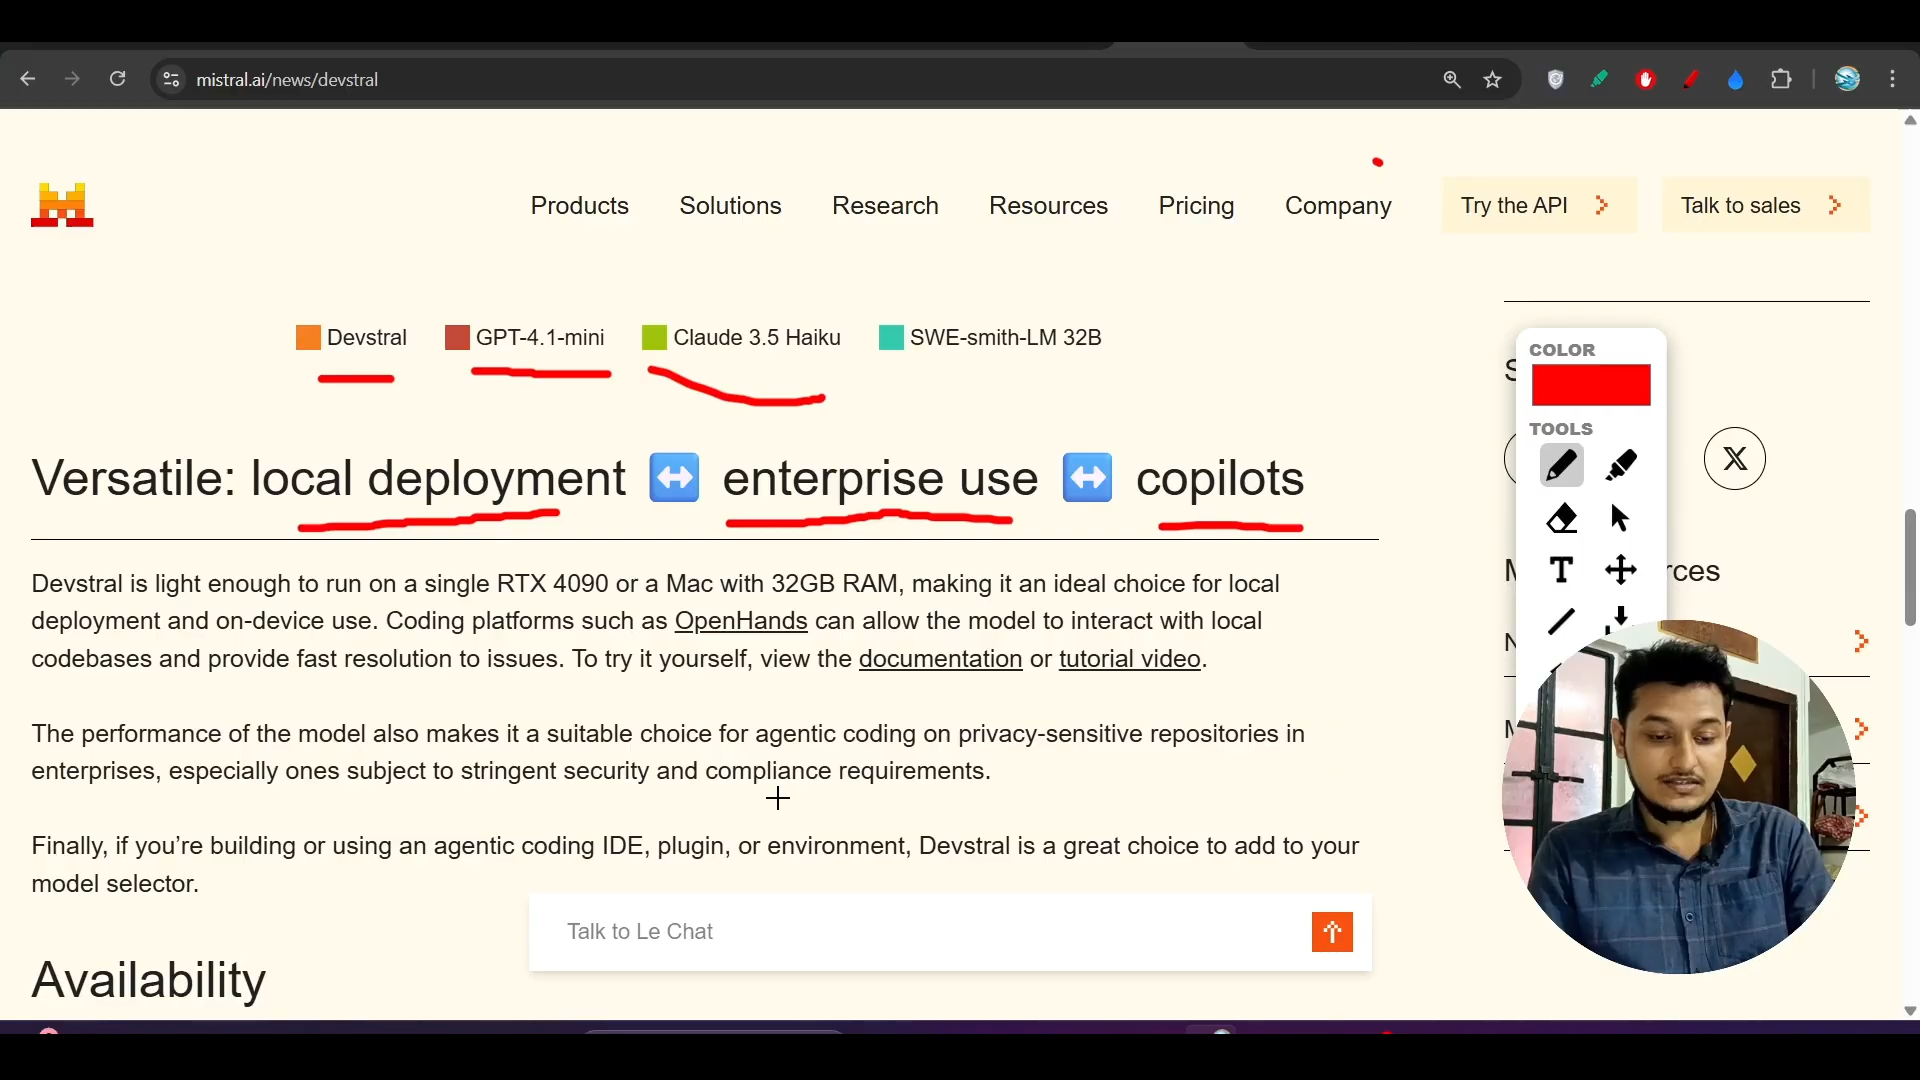 mistral.ai/news/devstral
Products Solutions Research Resources Pricing Company Try the API Talk to sales
Devstral GPT-4.1-mini Claude 3.5 Haiku SWE-smith-LM 32B
COLOR
TOOLS
T
Versatile: local deployment ↔️ enterprise use ↔️ copilots
Devstral is light enough to run on a single RTX 4090 or a Mac with 32GB RAM, making it an ideal choice for local
deployment and on-device use. Coding platforms such as OpenHands can allow the model to interact with local
codebases and provide fast resolution to issues. To try it yourself, view the documentation or tutorial video.
The performance of the model also makes it a suitable choice for agentic coding on privacy-sensitive repositories in
enterprises, especially ones subject to stringent security and compliance requirements.
Finally, if you’re building or using an agentic coding IDE, plugin, or environment, Devstral is a great choice to add to your
model selector.
Talk to Le Chat
Availability